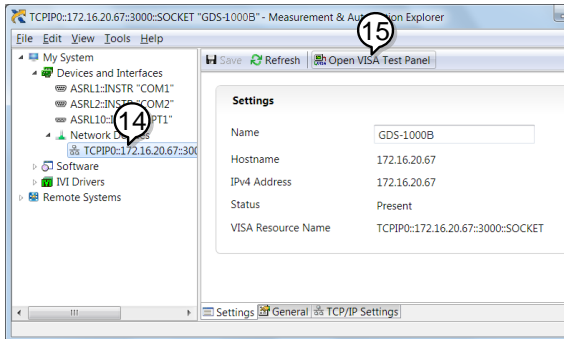 TCPIP0::172.16.20.67::3000::SOCKET "GDS-1000B" - Measurement & Automation Explorer
File Edit View Tools Help
15
Save Refresh Open VISA Test Panel
My System
Devices and Interfaces
ASRL1::INSTR "COM1"
ASRL2::INSTR "COM2"
ASRL10:: PT1"
14
Network Devices
TCPIP0::172.16.20.67::300
Software
IVI Drivers
Remote Systems
Settings
Name GDS-1000B
Hostname 172.16.20.67
IPv4 Address 172.16.20.67
Status Present
VISA Resource Name TCPIP0::172.16.20.67::3000::SOCKET
Settings General TCP/IP Settings